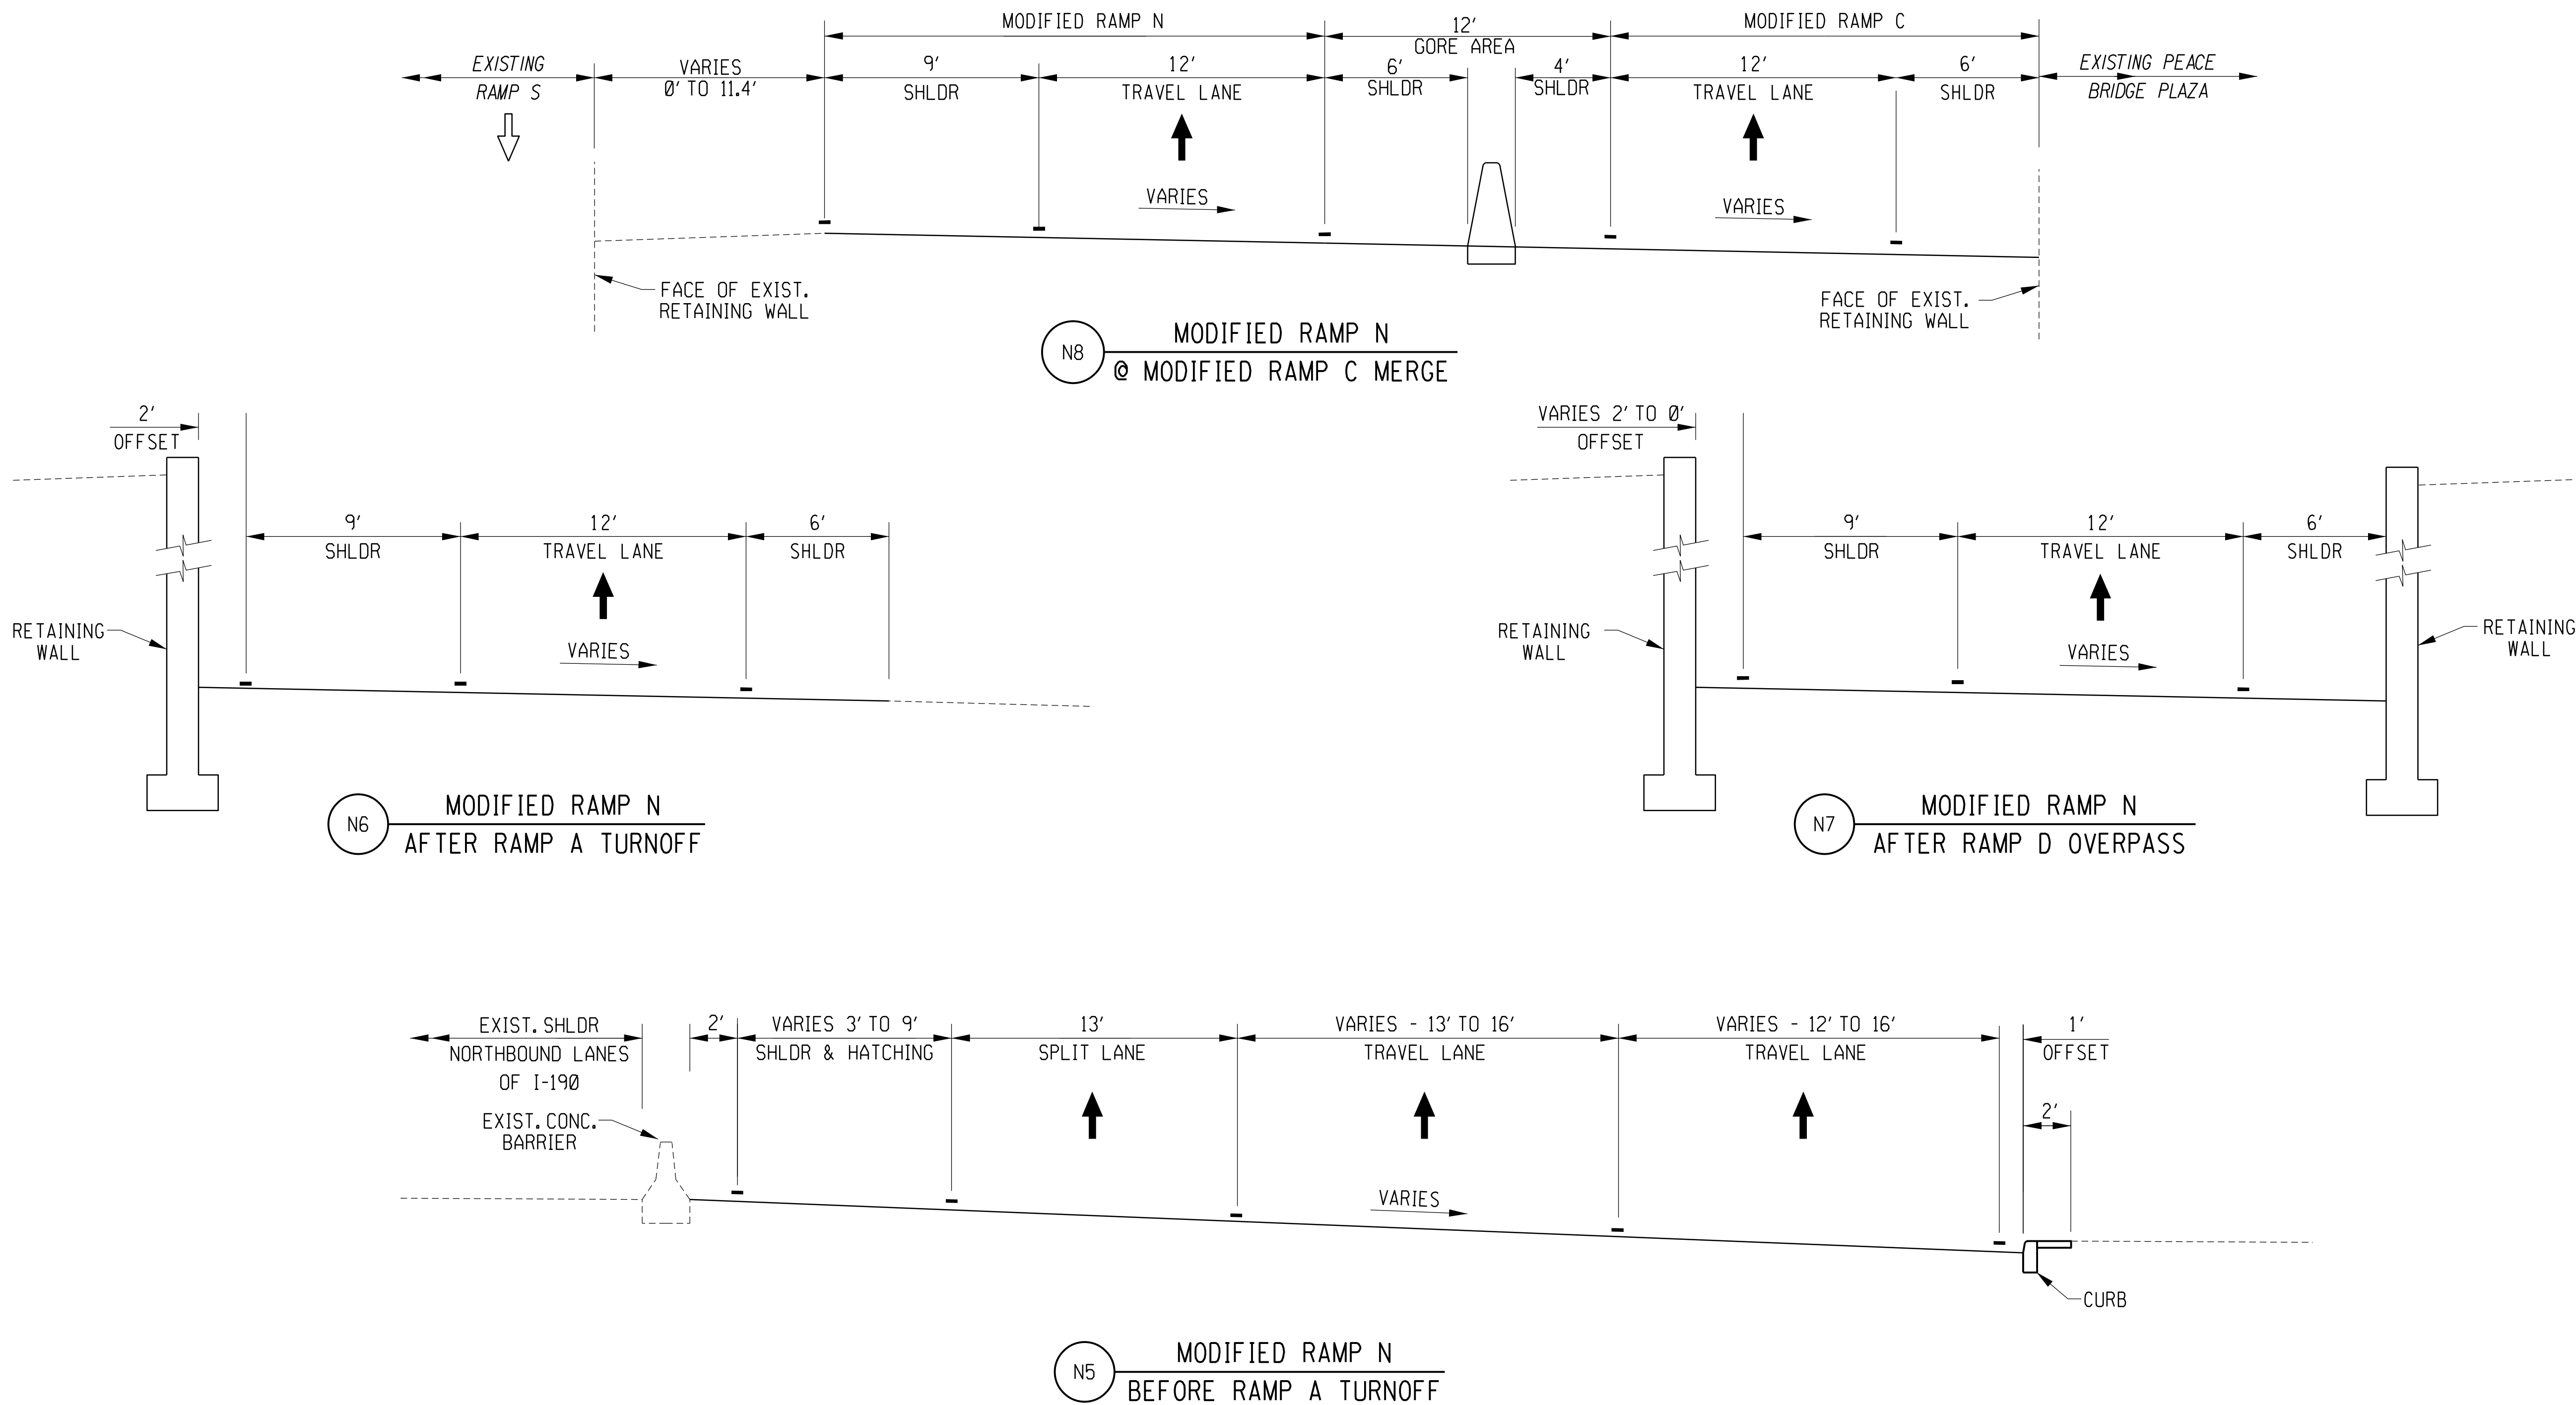 MODIFIED RAMP N
12'
GORE AREA
MODIFIED RAMP C
EXISTING
RAMP S
VARIES
0' TO 11.4'
9'
SHLDR
12'
TRAVEL LANE
6'
SHLDR
4'
SHLDR
12'
TRAVEL LANE
6'
SHLDR
EXISTING PEACE
BRIDGE PLAZA
VARIES
VARIES
FACE OF EXIST.
RETAINING WALL
FACE OF EXIST.
RETAINING WALL
N8
MODIFIED RAMP N
@ MODIFIED RAMP C MERGE
2'
OFFSET
9'
SHLDR
12'
TRAVEL LANE
6'
SHLDR
RETAINING
WALL
VARIES
N6
MODIFIED RAMP N
AFTER RAMP A TURNOFF
VARIES 2' TO 0'
OFFSET
9'
SHLDR
12'
TRAVEL LANE
6'
SHLDR
RETAINING
WALL
VARIES
RETAINING
WALL
N7
MODIFIED RAMP N
AFTER RAMP D OVERPASS
EXIST. SHLDR
NORTHBOUND LANES
OF I-190
EXIST. CONC.
BARRIER
2'
VARIES 3' TO 9'
SHLDR & HATCHING
13'
SPLIT LANE
VARIES - 13' TO 16'
TRAVEL LANE
VARIES - 12' TO 16'
TRAVEL LANE
1'
OFFSET
2'
VARIES
CURB
N5
MODIFIED RAMP N
BEFORE RAMP A TURNOFF